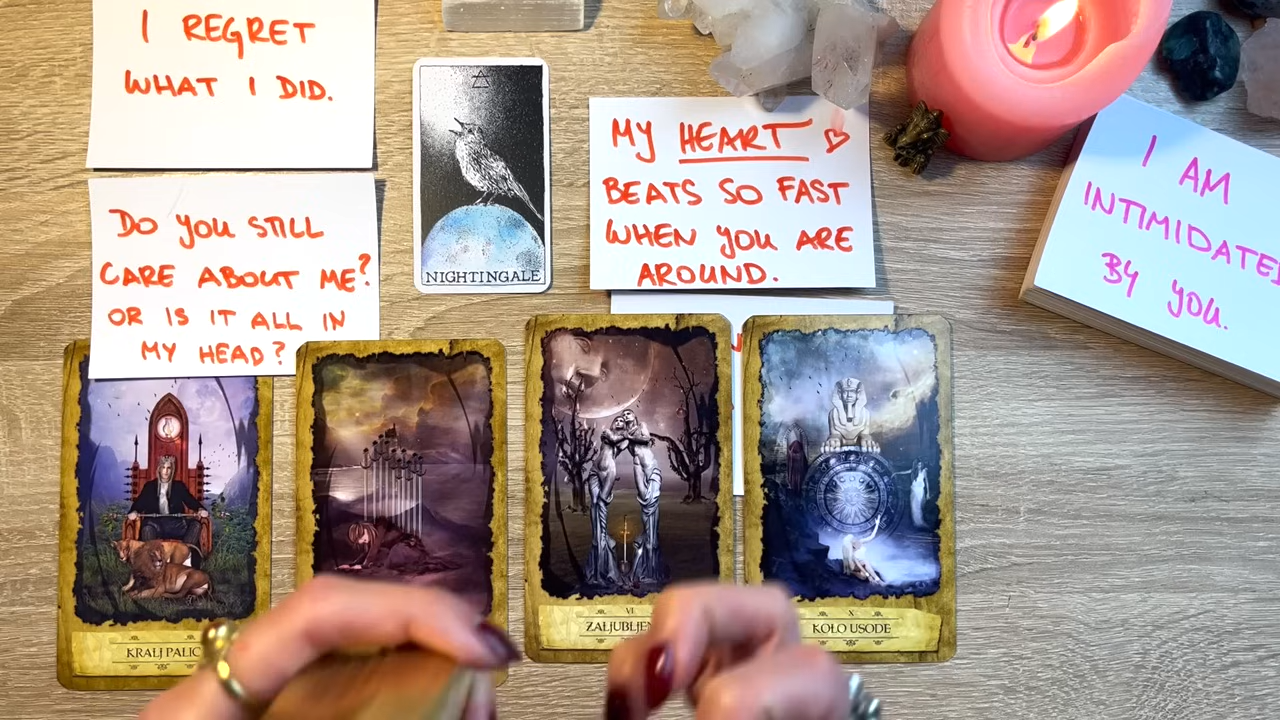 I REGRET
WHAT I DID.
DO YOU STILL
CARE ABOUT ME?
OR IS IT ALL IN
MY HEAD?
NIGHTINGALE
MY HEART
BEATS SO FAST
WHEN YOU ARE
AROUND.
I AM
INTIMIDATED
BY YOU.
KRALJ PALIC
VI
ZALJUBLJEN
X
KOLO USODE